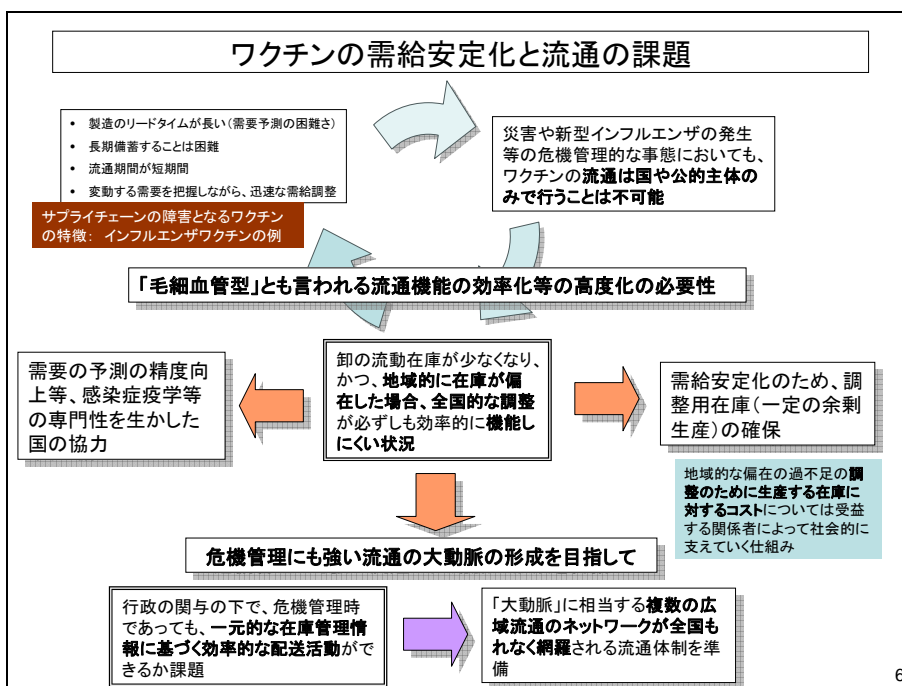 ワクチンの需給安定化と流通の課題
• 製造のリードタイムが長い(需要予測の困難さ)
• 長期備蓄することは困難
• 流通期間が短期間
• 変動する需要を把握しながら、迅速な需給調整
サプライチェーンの障害となるワクチン
の特徴： インフルエンザワクチンの例
災害や新型インフルエンザの発生
等の危機管理的な事態においても、
ワクチンの流通は国や公的主体の
みで行うことは不可能
「毛細血管型」とも言われる流通機能の効率化等の高度化の必要性
需要の予測の精度向
上等、感染症疫学等
の専門性を生かした
国の協力
卸の流動在庫が少なくなり、
かつ、地域的に在庫が偏
在した場合、全国的な調整
が必ずしも効率的に機能し
にくい状況
需給安定化のため、調
整用在庫(一定の余剰
生産)の確保
地域的な偏在の過不足の調
整のために生産する在庫に
対するコストについては受益
する関係者によって社会的に
支えていく仕組み
危機管理にも強い流通の大動脈の形成を目指して
行政の関与の下で、危機管理時
であっても、一元的な在庫管理情
報に基づく効率的な配送活動がで
きるか課題
「大動脈」に相当する複数の広
域流通のネットワークが全国も
れなく網羅される流通体制を準
備
6